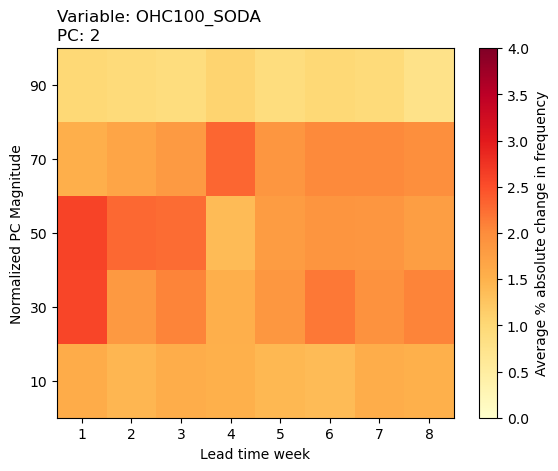 Variable: OHC100_SODA
PC: 2
90
70
50
30
10
Normalized PC Magnitude
1 2 3 4 5 6 7 8
Lead time week
4.0
3.5
3.0
2.5
2.0
1.5
1.0
0.5
0.0
Average % absolute change in frequency